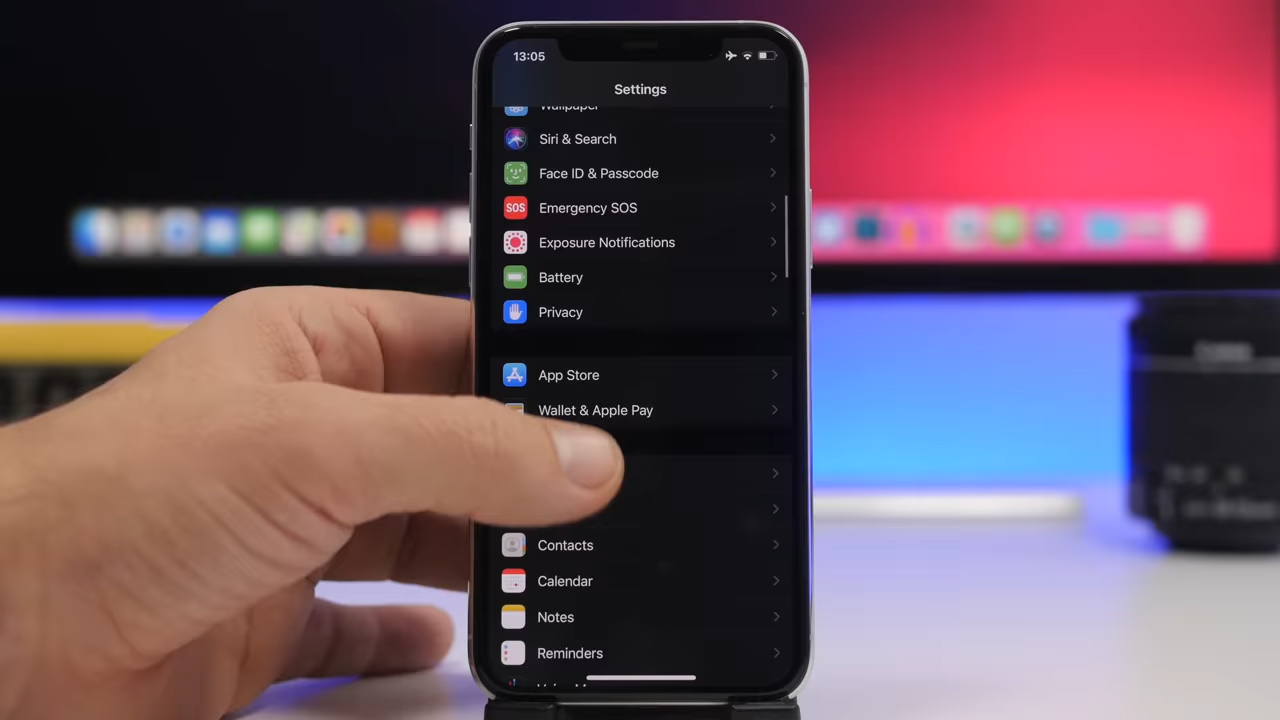 13:05
Settings
Wallpaper
Siri & Search
Face ID & Passcode
SOS
Emergency SOS
Exposure Notifications
Battery
Privacy
App Store
Wallet & Apple Pay
Contacts
Calendar
Notes
Reminders